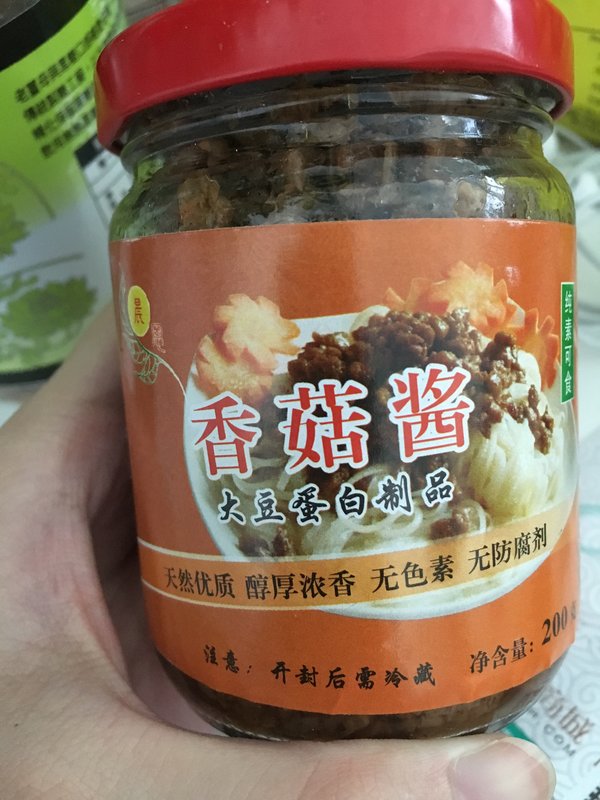 晨
纯素可食
香菇酱
大豆蛋白制品
天然优质 醇厚浓香 无色素 无防腐剂
注意：开封后需冷藏
净含量：200